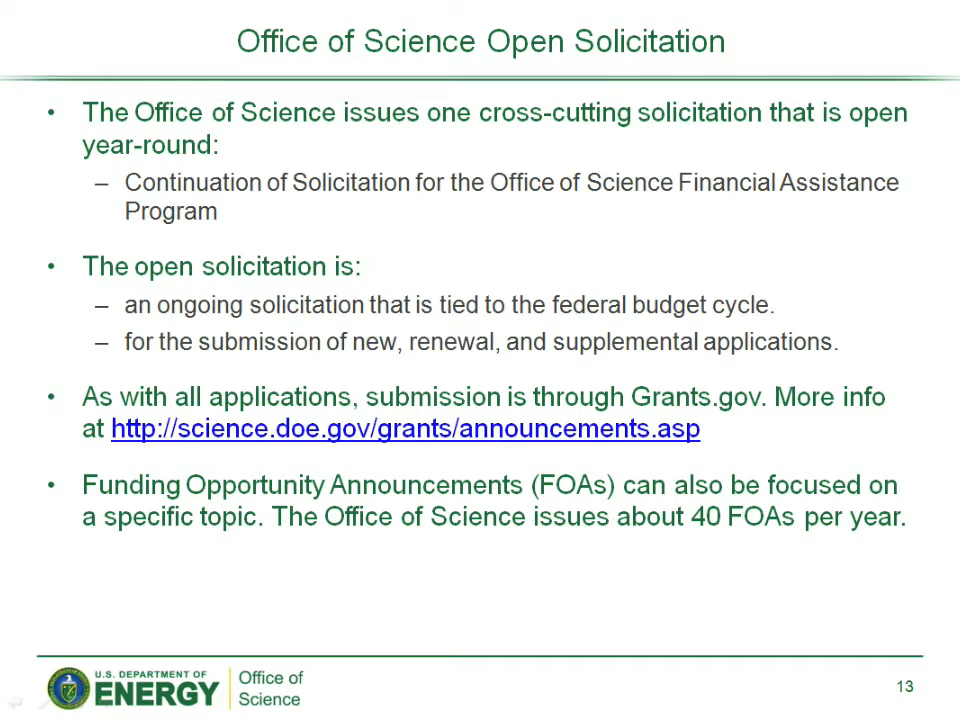 Office of Science Open Solicitation
• The Office of Science issues one cross-cutting solicitation that is open
year-round:
– Continuation of Solicitation for the Office of Science Financial Assistance
Program
• The open solicitation is:
– an ongoing solicitation that is tied to the federal budget cycle.
– for the submission of new, renewal, and supplemental applications.
• As with all applications, submission is through Grants.gov. More info
at http://science.doe.gov/grants/announcements.asp
• Funding Opportunity Announcements (FOAs) can also be focused on
a specific topic. The Office of Science issues about 40 FOAs per year.
U.S. DEPARTMENT OF
ENERGY
Office of
Science
13